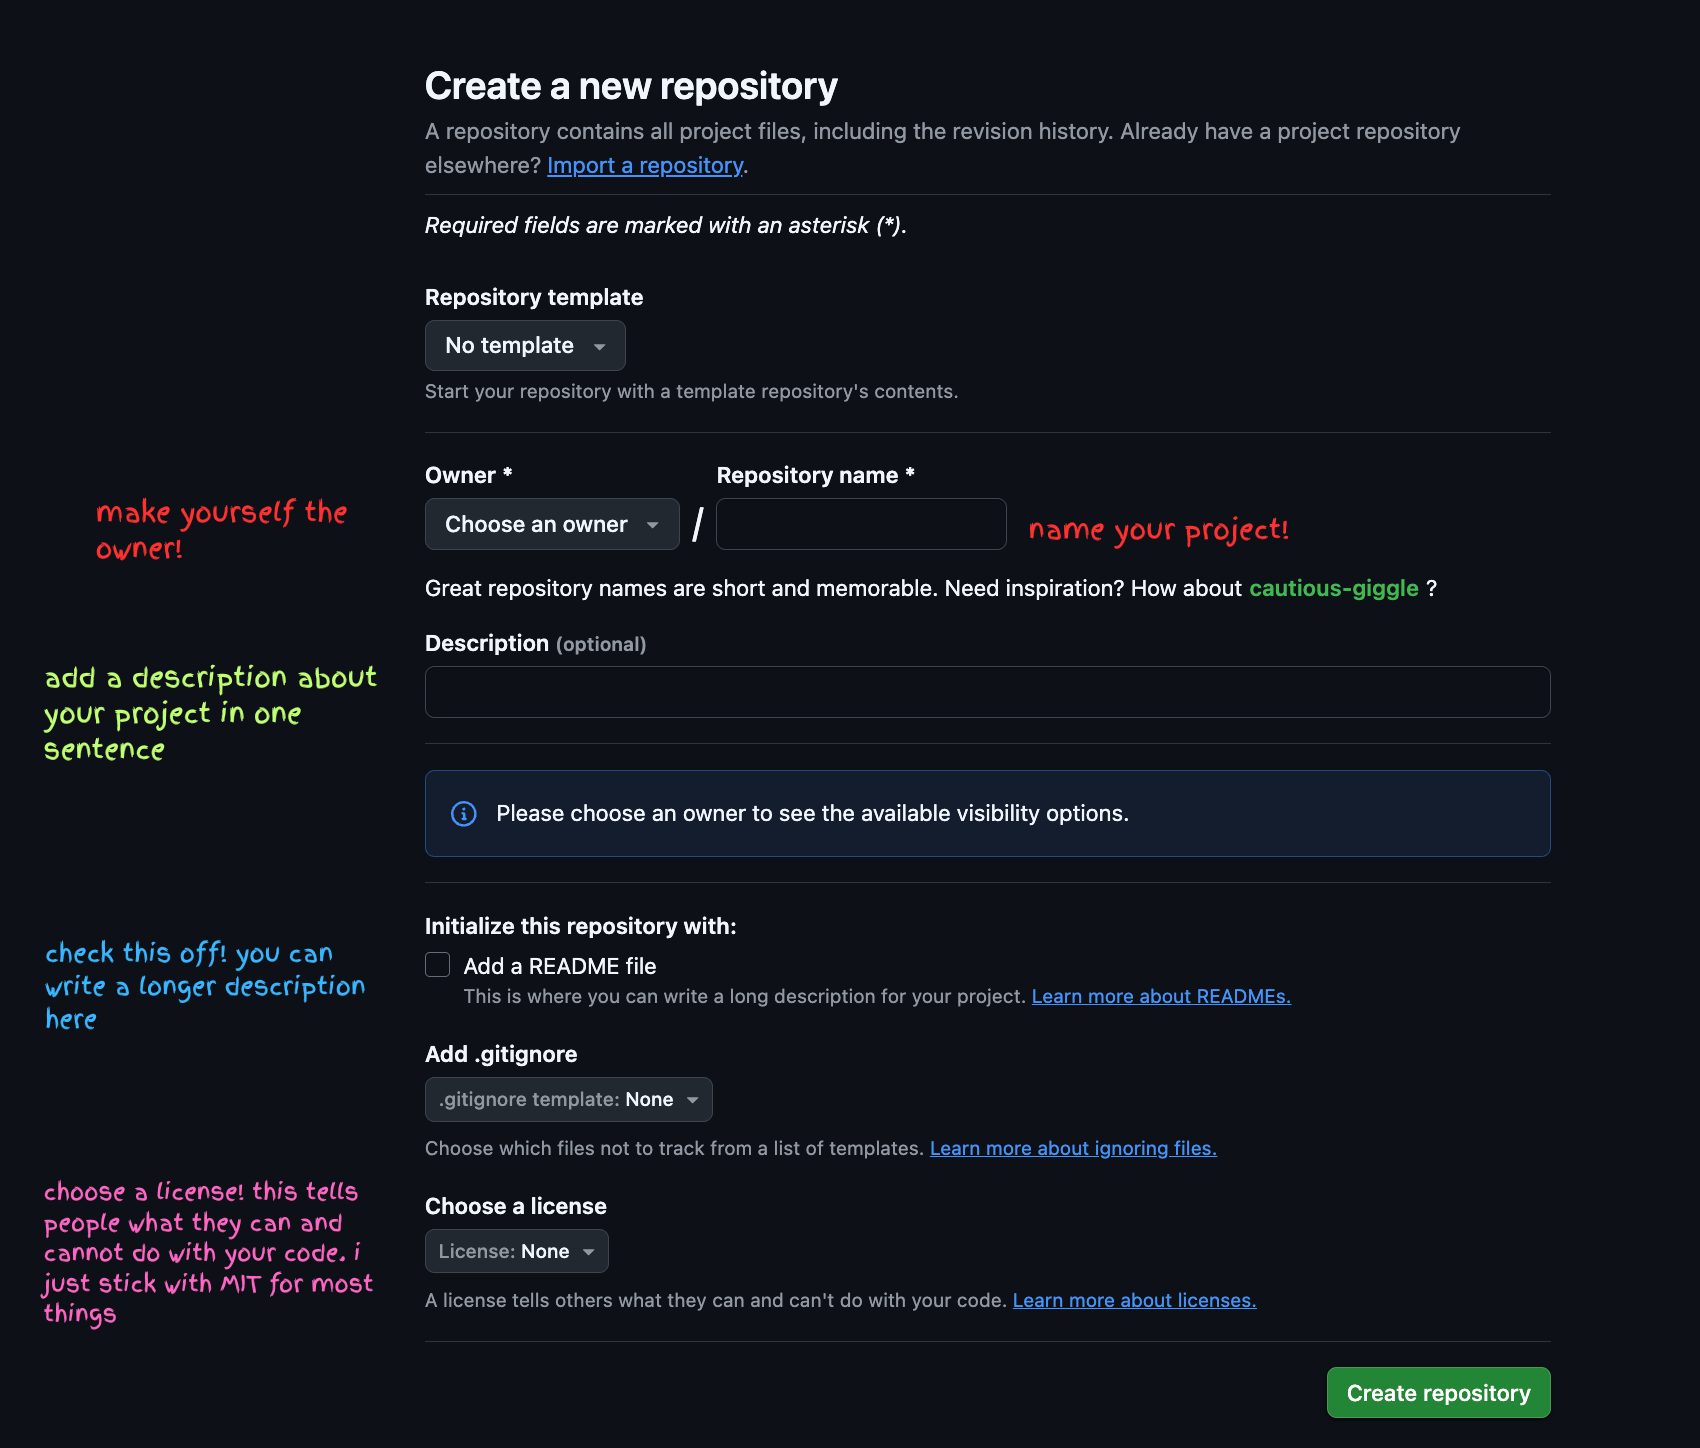 Create a new repository
A repository contains all project files, including the revision history. Already have a project repository
elsewhere? Import a repository.
Required fields are marked with an asterisk (*).
Repository template
No template
Start your repository with a template repository's contents.
Owner *
Repository name *
make yourself the
owner!
Choose an owner
/
name your project!
Great repository names are short and memorable. Need inspiration? How about cautious-giggle ?
Description (optional)
add a description about
your project in one
sentence
Please choose an owner to see the available visibility options.
Initialize this repository with:
check this off! you can
write a longer description
here
Add a README file
This is where you can write a long description for your project. Learn more about READMEs.
Add .gitignore
.gitignore template: None
Choose which files not to track from a list of templates. Learn more about ignoring files.
choose a license! this tells
people what they can and
cannot do with your code. i
just stick with MIT for most
things
Choose a license
License: None
A license tells others what they can and can't do with your code. Learn more about licenses.
Create repository